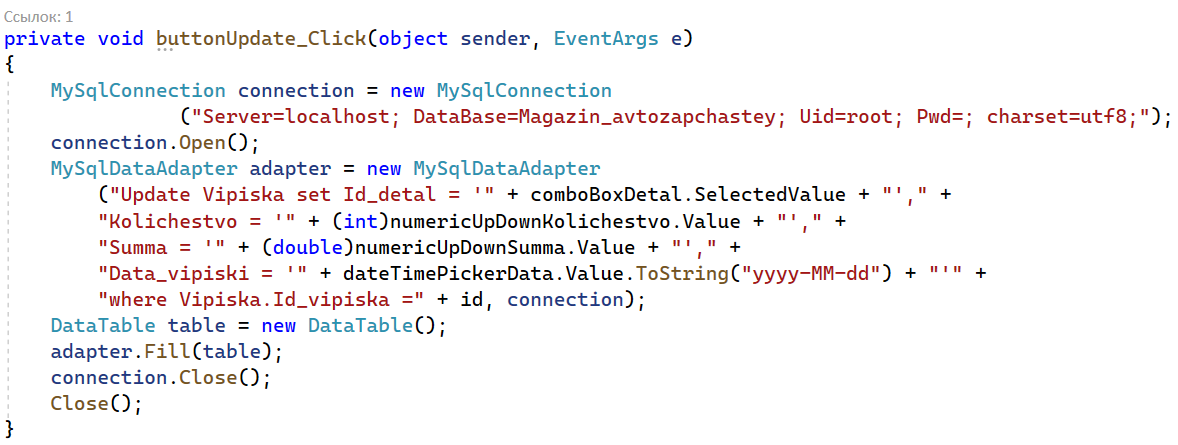 Ссылок: 1
private void buttonUpdate_Click(object sender, EventArgs e)
{
MySqlConnection connection = new MySqlConnection
("Server=localhost; DataBase=Magazin_avtozapchastey; Uid=root; Pwd=; charset=utf8;");
connection.Open();
MySqlDataAdapter adapter = new MySqlDataAdapter
("Update Vipiska set Id_detal = '" + comboBoxDetal.SelectedValue + "'," +
"Kolichestvo = '" + (int)numericUpDownKolichestvo.Value + "'," +
"Summa = '" + (double)numericUpDownSumma.Value + "'," +
"Data_vipiski = '" + dateTimePickerData.Value.ToString("yyyy-MM-dd") + "'" +
"where Vipiska.Id_vipiska =" + id, connection);
DataTable table = new DataTable();
adapter.Fill(table);
connection.Close();
Close();
}